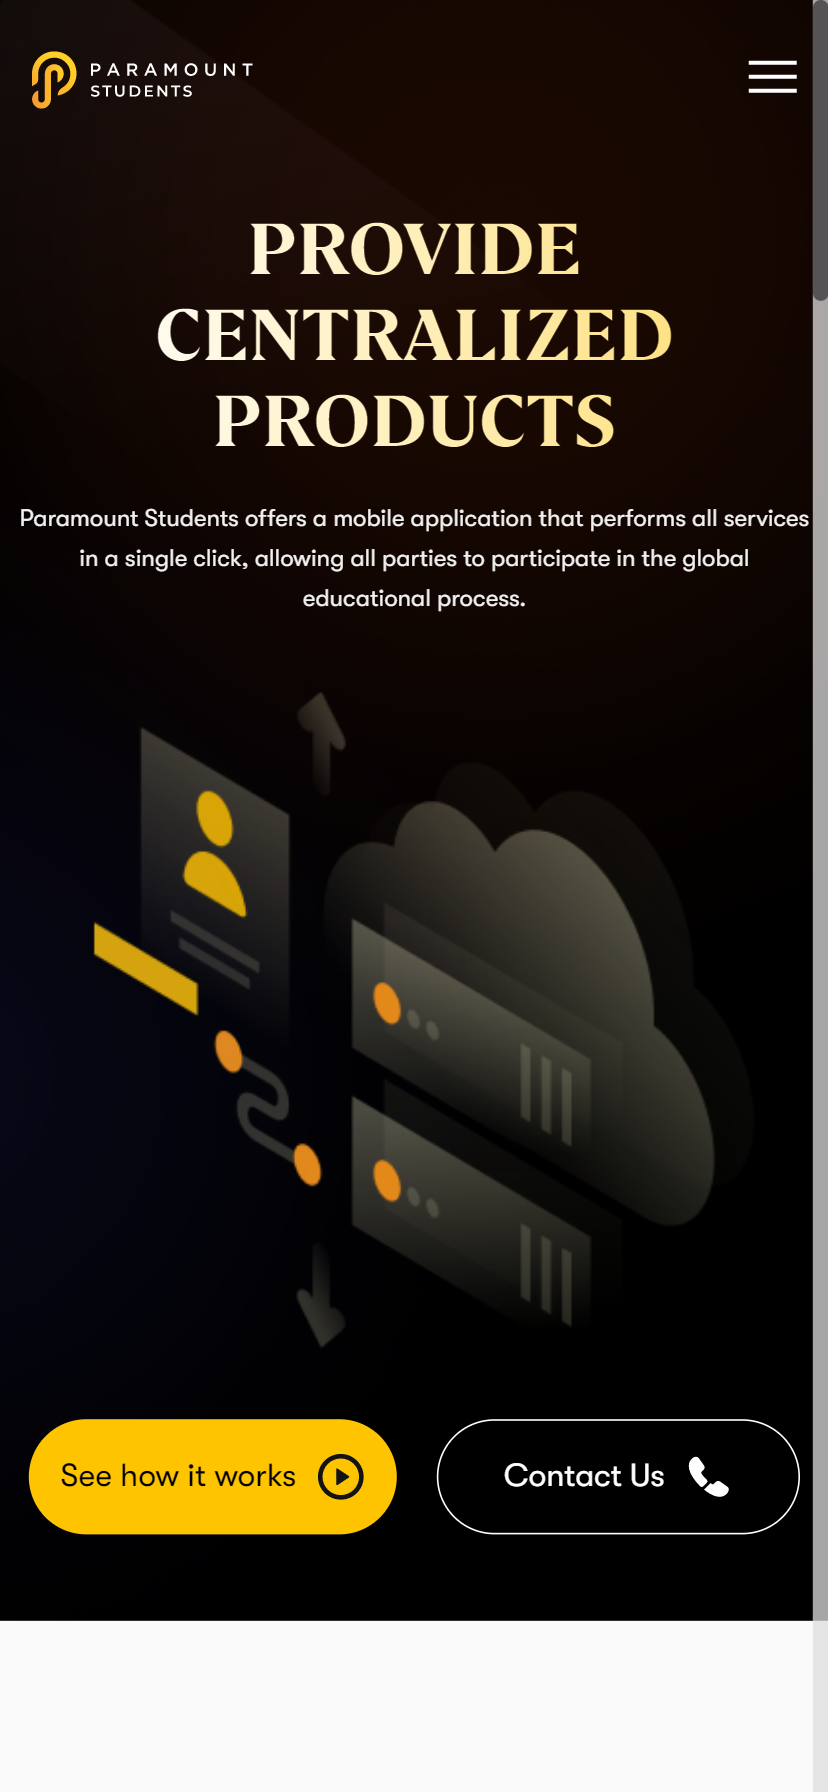 PARAMOUNT
STUDENTS
PROVIDE
CENTRALIZED
PRODUCTS
Paramount Students offers a mobile application that performs all services
in a single click, allowing all parties to participate in the global
educational process.
See how it works
Contact Us